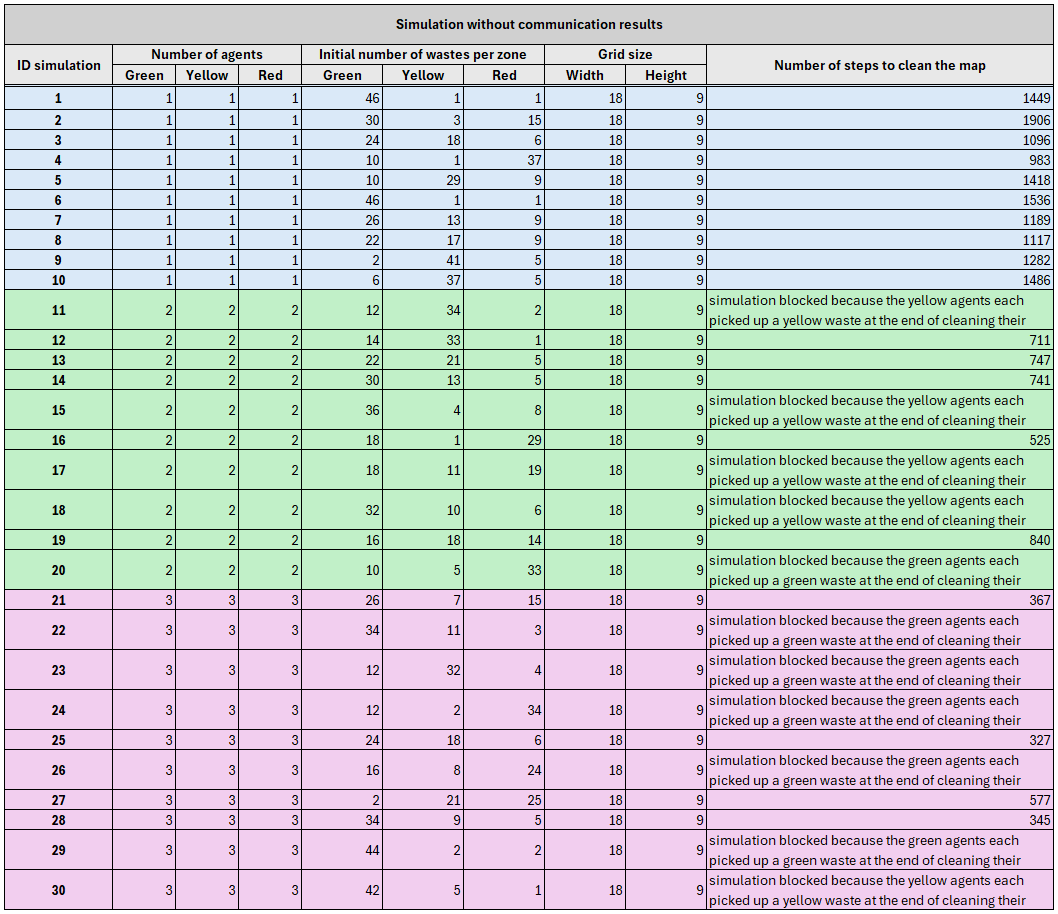 Simulation without communication results
ID simulation Number of agents Initial number of wastes per zone Grid size Number of steps to clean the map
Green Yellow Red Green Yellow Red Width Height
1 1 1 1 46 1 1 18 9 1449
2 1 1 1 30 3 15 18 9 1906
3 1 1 1 24 18 6 18 9 1096
4 1 1 1 10 1 37 18 9 983
5 1 1 1 10 29 9 18 9 1418
6 1 1 1 46 1 1 18 9 1536
7 1 1 1 26 13 9 18 9 1189
8 1 1 1 22 17 9 18 9 1117
9 1 1 1 2 41 5 18 9 1282
10 1 1 1 6 37 5 18 9 1486
11 2 2 2 12 34 2 18 9 simulation blocked because the yellow agents each
picked up a yellow waste at the end of cleaning their
12 2 2 2 14 33 1 18 9 711
13 2 2 2 22 21 5 18 9 747
14 2 2 2 30 13 5 18 9 741
15 2 2 2 36 4 8 18 9 simulation blocked because the yellow agents each
picked up a yellow waste at the end of cleaning their
16 2 2 2 18 1 29 18 9 525
17 2 2 2 18 11 19 18 9 simulation blocked because the yellow agents each
picked up a yellow waste at the end of cleaning their
18 2 2 2 32 10 6 18 9 simulation blocked because the yellow agents each
picked up a yellow waste at the end of cleaning their
19 2 2 2 16 18 14 18 9 840
20 2 2 2 10 5 33 18 9 simulation blocked because the green agents each
picked up a green waste at the end of cleaning their
21 3 3 3 26 7 15 18 9 367
22 3 3 3 34 11 3 18 9 simulation blocked because the green agents each
picked up a green waste at the end of cleaning their
23 3 3 3 12 32 4 18 9 simulation blocked because the green agents each
picked up a green waste at the end of cleaning their
24 3 3 3 12 2 34 18 9 simulation blocked because the green agents each
picked up a green waste at the end of cleaning their
25 3 3 3 24 18 6 18 9 327
26 3 3 3 16 8 24 18 9 simulation blocked because the green agents each
picked up a green waste at the end of cleaning their
27 3 3 3 2 21 25 18 9 577
28 3 3 3 34 9 5 18 9 345
29 3 3 3 44 2 2 18 9 simulation blocked because the green agents each
picked up a green waste at the end of cleaning their
30 3 3 3 42 5 1 18 9 simulation blocked because the yellow agents each
picked up a yellow waste at the end of cleaning their